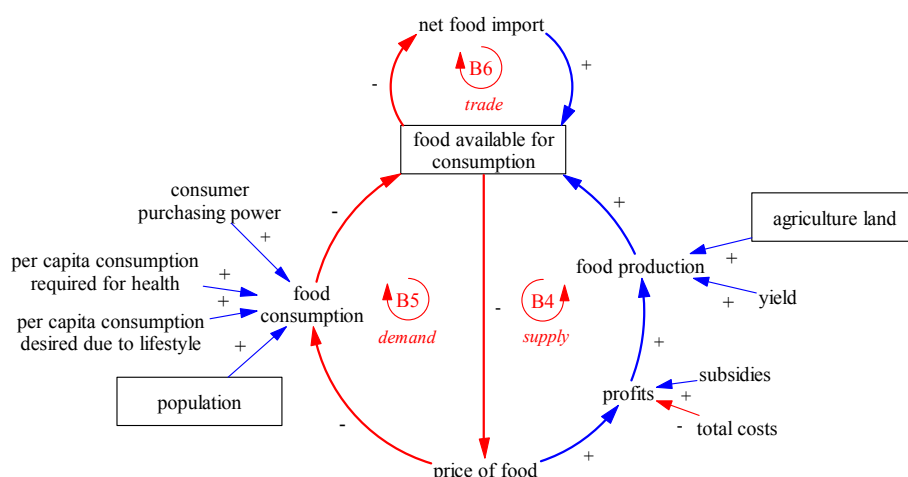 net food import
+
-
B6
trade
food available for
consumption
consumer
purchasing power
+
-
+
agriculture land
per capita consumption
required for health
+
+
per capita consumption
desired due to lifestyle
+
food
consumption
B5
demand
-
B4
supply
food production
+
+
yield
population
+
subsidies
profits
+
-
total costs
-
+
price of food